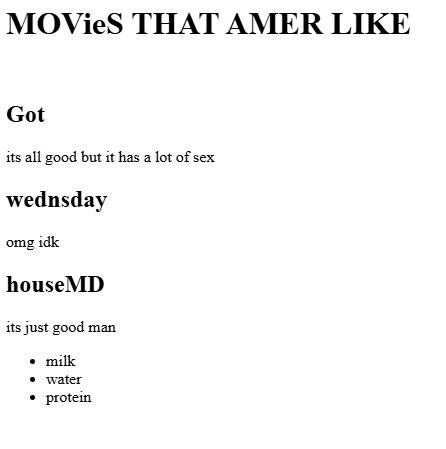 MOVieS THAT AMER LIKE
Got
its all good but it has a lot of sex
wednsday
omg idk
houseMD
its just good man
milk
water
protein